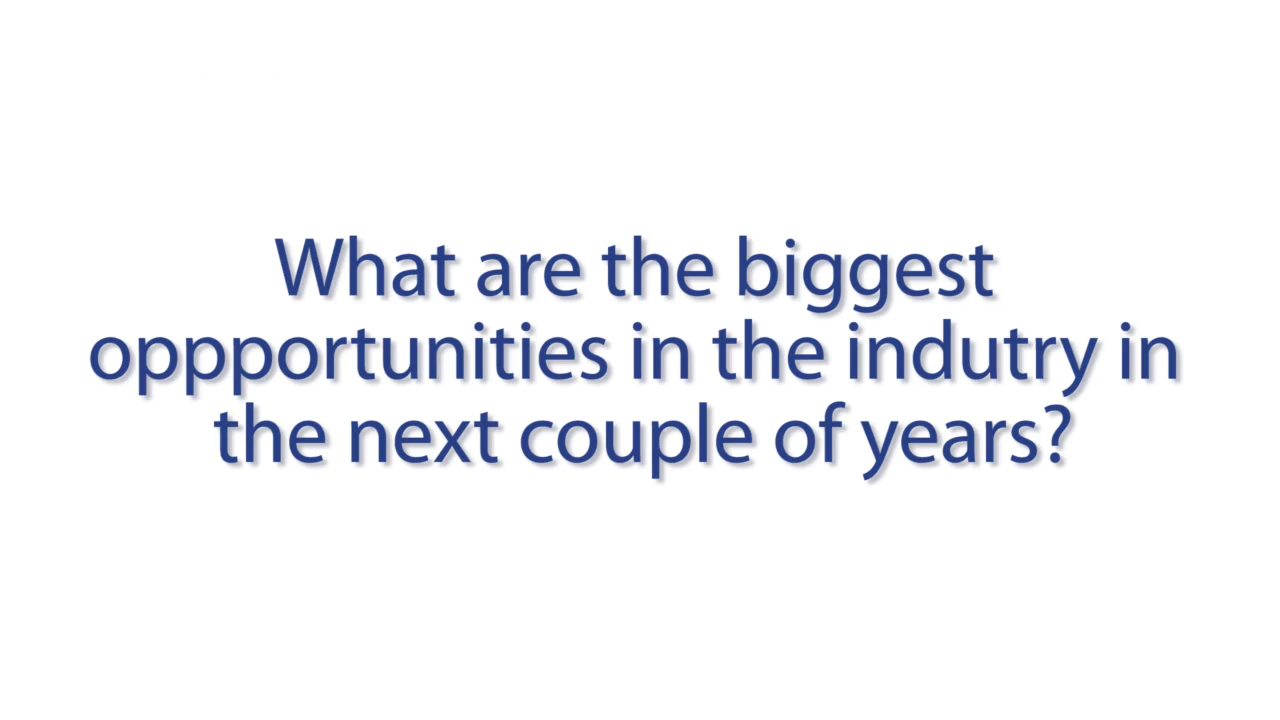 What are the biggest
oppportunities in the indutry in
the next couple of years?